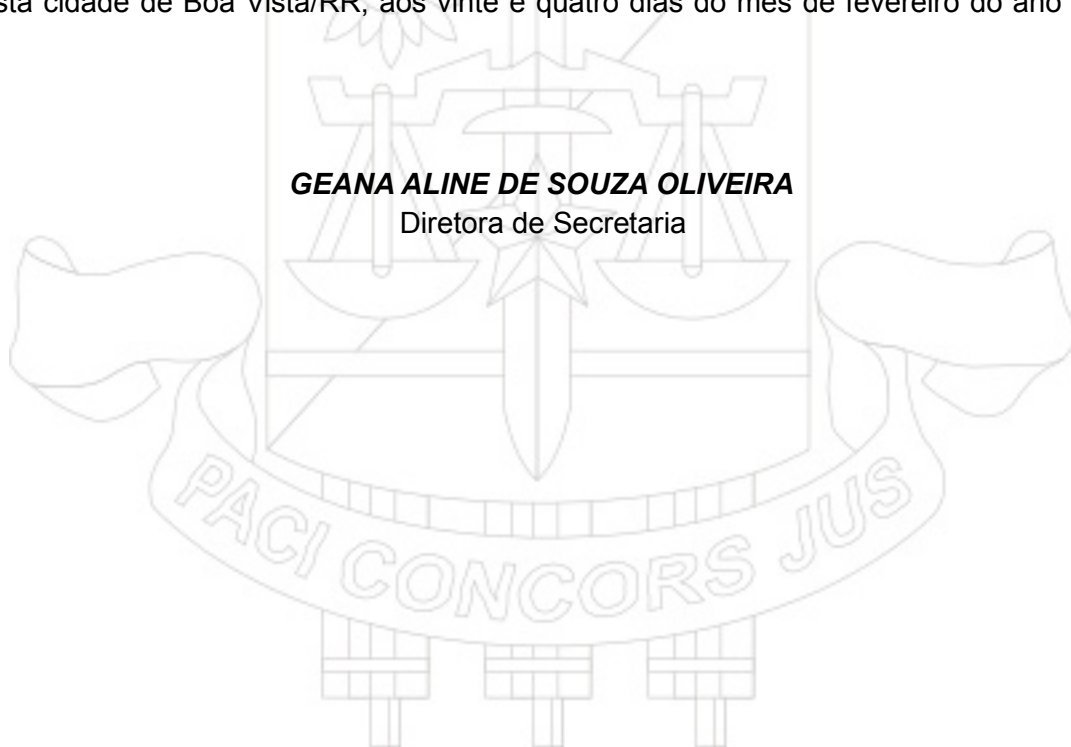 sta cidade de Boa Vista/RR, aos vinte e quatro dias do mês de fevereiro do ano
GEANA ALINE DE SOUZA OLIVEIRA
Diretora de Secretaria
PACI CONCORS JUS